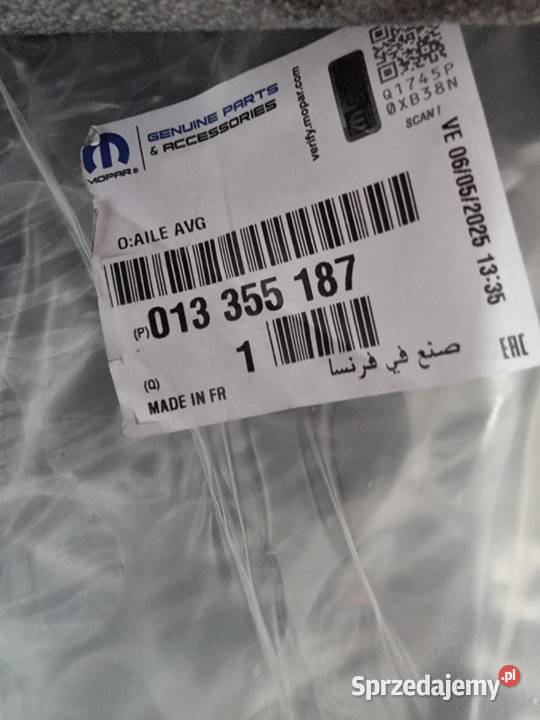 MOPAR®
GENUINE PARTS
& ACCESSORIES
verify.mopar.com
Q1745P
0XB38N
SCAN!
VE 06/05/2025 13:35
O:AILE AVG
(P) 013 355 187
(Q) 1
صنع في فرنسا
MADE IN FR
EAC
Sprzedajemy.pl